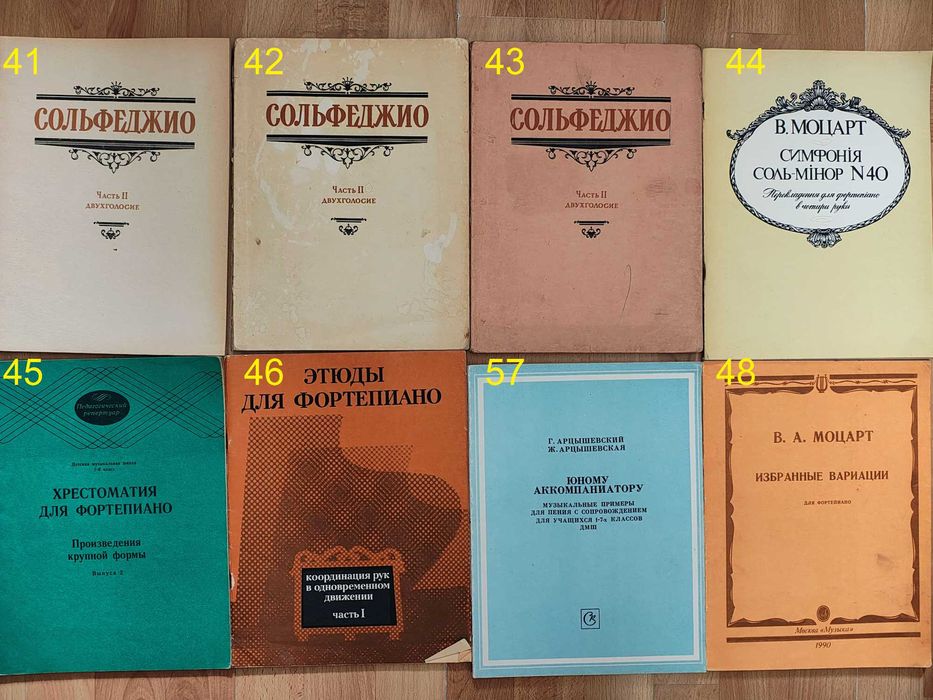 41
СОЛЬФЕДЖИО
ЧАСТЬ II
ДВУХГОЛОСИЕ
42
СОЛЬФЕДЖИО
ЧАСТЬ II
ДВУХГОЛОСИЕ
43
СОЛЬФЕДЖИО
ЧАСТЬ II
ДВУХГОЛОСИЕ
44
В. МОЦАРТ
СИМФОНІЯ
СОЛЬ-МІНОР N40
Перекладення для фортепіано
в чотири руки
45
Педагогический
репертуар
Детская музыкальная школа
ХРЕСТОМАТИЯ
ДЛЯ ФОРТЕПИАНО
Произведения
крупной формы
Выпуск 2
46
ЭТЮДЫ
ДЛЯ ФОРТЕПИАНО
координация рук
в одновременном
движении
часть I
57
Г. АРЦЫШЕВСКИЙ
Ж. АРЦЫШЕВСКАЯ
ЮНОМУ
АККОМПАНИАТОРУ
МУЗЫКАЛЬНЫЕ ПРИМЕРЫ
ДЛЯ ПЕНИЯ С СОПРОВОЖДЕНИЕМ
ДЛЯ УЧАЩИХСЯ 1-7-х КЛАССОВ
ДМШ
48
В. А. МОЦАРТ
ИЗБРАННЫЕ ВАРИАЦИИ
ДЛЯ ФОРТЕПИАНО
Москва «Музыка»
1990